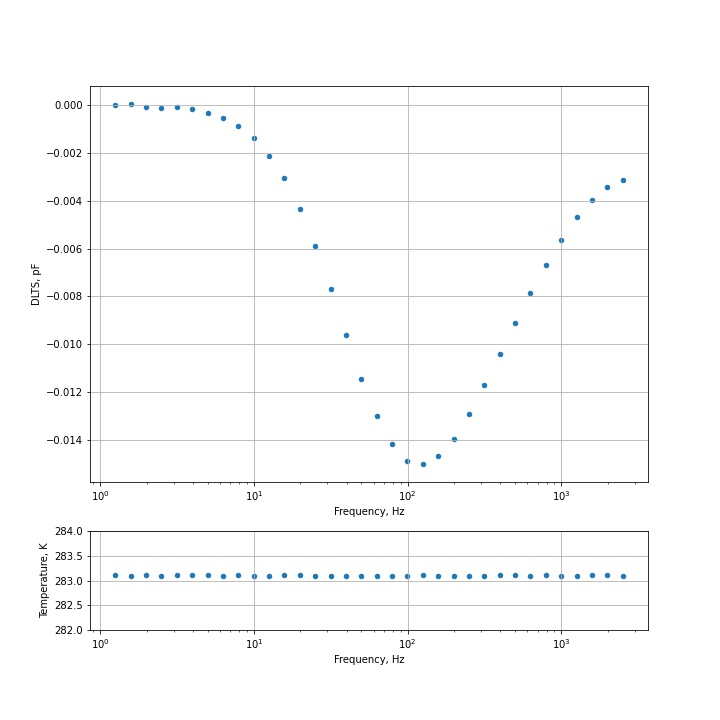 0.000
−0.002
−0.004
−0.006
−0.008
−0.010
−0.012
−0.014
DLTS, pF
10⁰ 10¹ 10² 10³
Frequency, Hz
284.0
283.5
283.0
282.5
282.0
Temperature, K
10⁰ 10¹ 10² 10³
Frequency, Hz